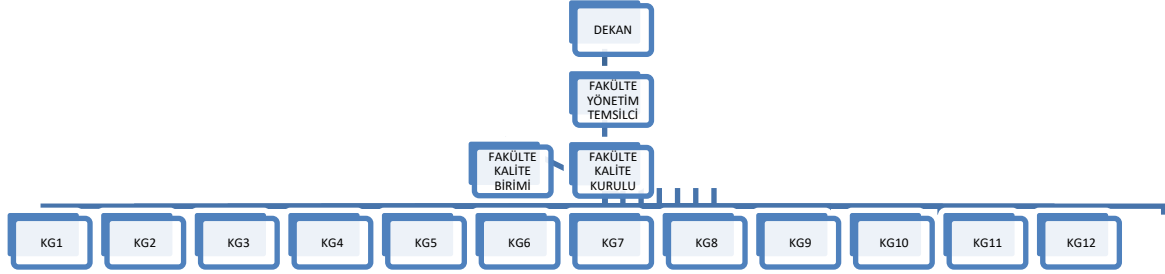 DEKAN
FAKÜLTE
YÖNETİM
TEMSİLCİ
FAKÜLTE
KALİTE
BİRİMİ
FAKÜLTE
KALİTE
KURULU
KG1
KG2
KG3
KG4
KG5
KG6
KG7
KG8
KG9
KG10
KG11
KG12